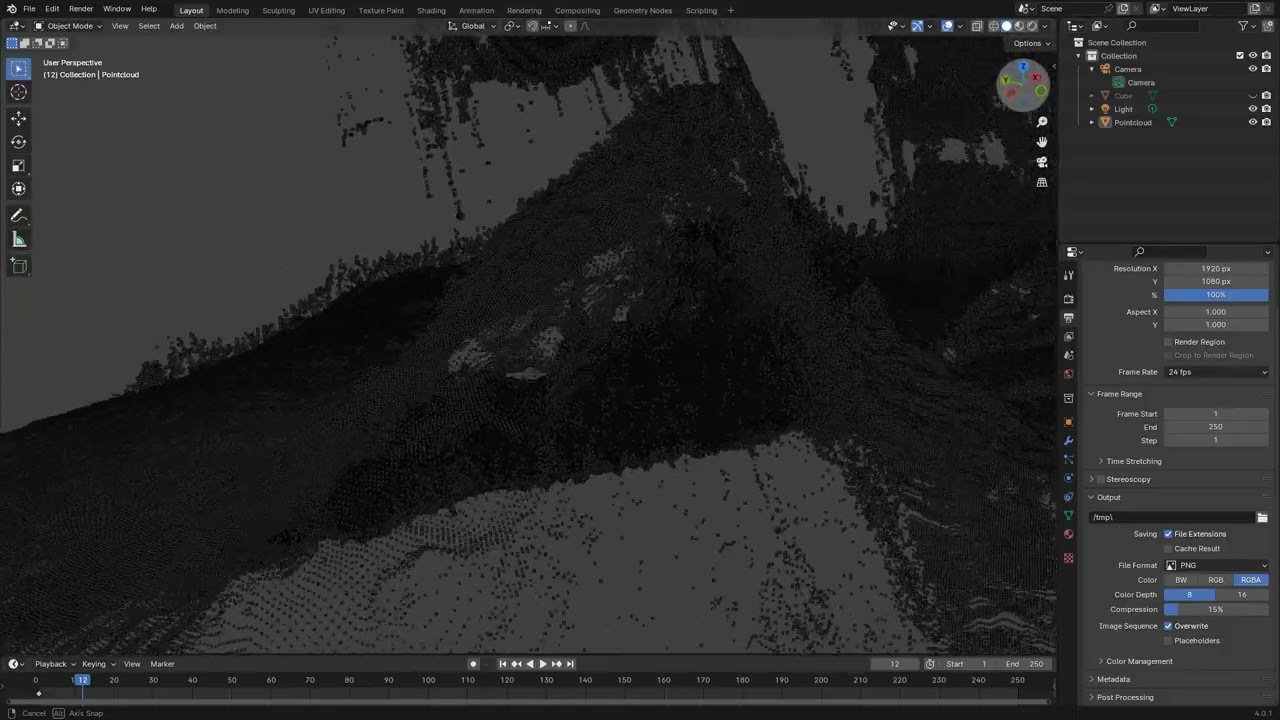 File Edit Render Window Help Layout Modeling Sculpting UV Editing Texture Paint Shading Animation Rendering Compositing Geometry Nodes Scripting + Scene ViewLayer
Object Mode View Select Add Object Global
Options
User Perspective
(12) Collection | Pointcloud
Z
X
Y
Playback Keying View Marker 12 Start 1 End 250
0 12 20 30 40 50 60 70 80 90 100 110 120 130 140 150 160 170 180 190 200 210 220 230 240 250
Cancel Alt Axis Snap
Scene Collection
Collection
Camera
Camera
Cube
Light
Pointcloud
Resolution X 1920 px
Y 1080 px
% 100%
Aspect X 1.000
Y 1.000
Render Region
Crop to Render Region
Frame Rate 24 fps
Frame Range
Frame Start 1
End 250
Step 1
Time Stretching
Stereoscopy
Output
/tmp\
Saving File Extensions
Cache Result
File Format PNG
Color BW RGB RGBA
Color Depth 8 16
Compression 15%
Image Sequence Overwrite
Placeholders
Color Management
Metadata
Post Processing
4.0.1